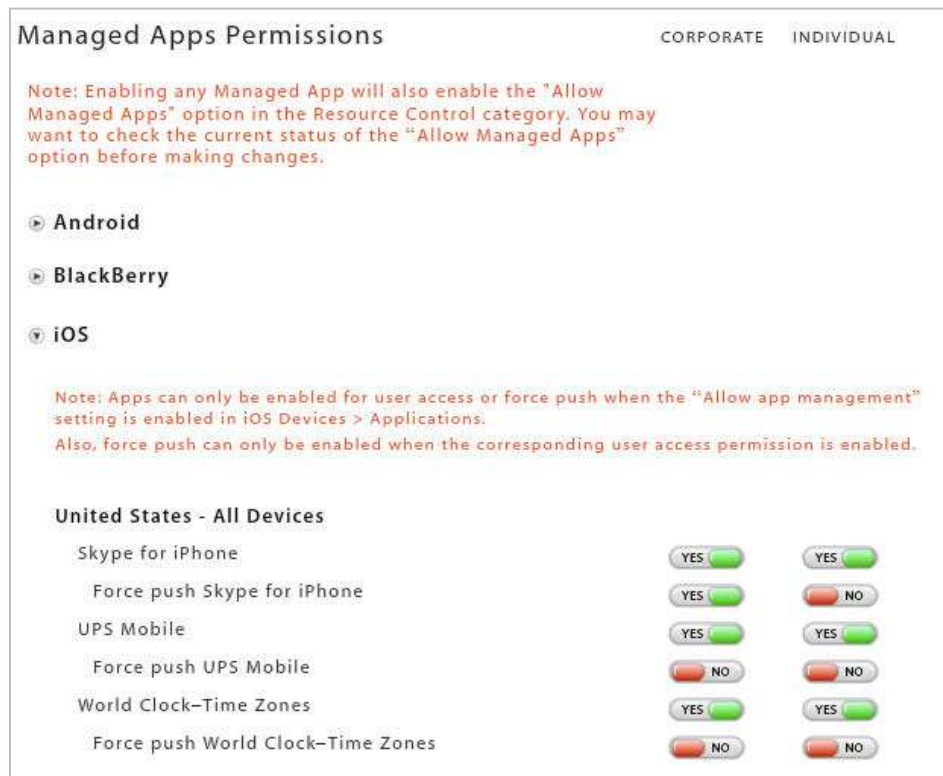 Managed Apps Permissions CORPORATE INDIVIDUAL
Note: Enabling any Managed App will also enable the "Allow
Managed Apps" option in the Resource Control category. You may
want to check the current status of the “Allow Managed Apps”
option before making changes.
Android
BlackBerry
iOS
Note: Apps can only be enabled for user access or force push when the “Allow app management”
setting is enabled in iOS Devices > Applications.
Also, force push can only be enabled when the corresponding user access permission is enabled.
United States - All Devices
Skype for iPhone YES YES
Force push Skype for iPhone YES NO
UPS Mobile YES YES
Force push UPS Mobile NO NO
World Clock–Time Zones YES YES
Force push World Clock–Time Zones NO NO